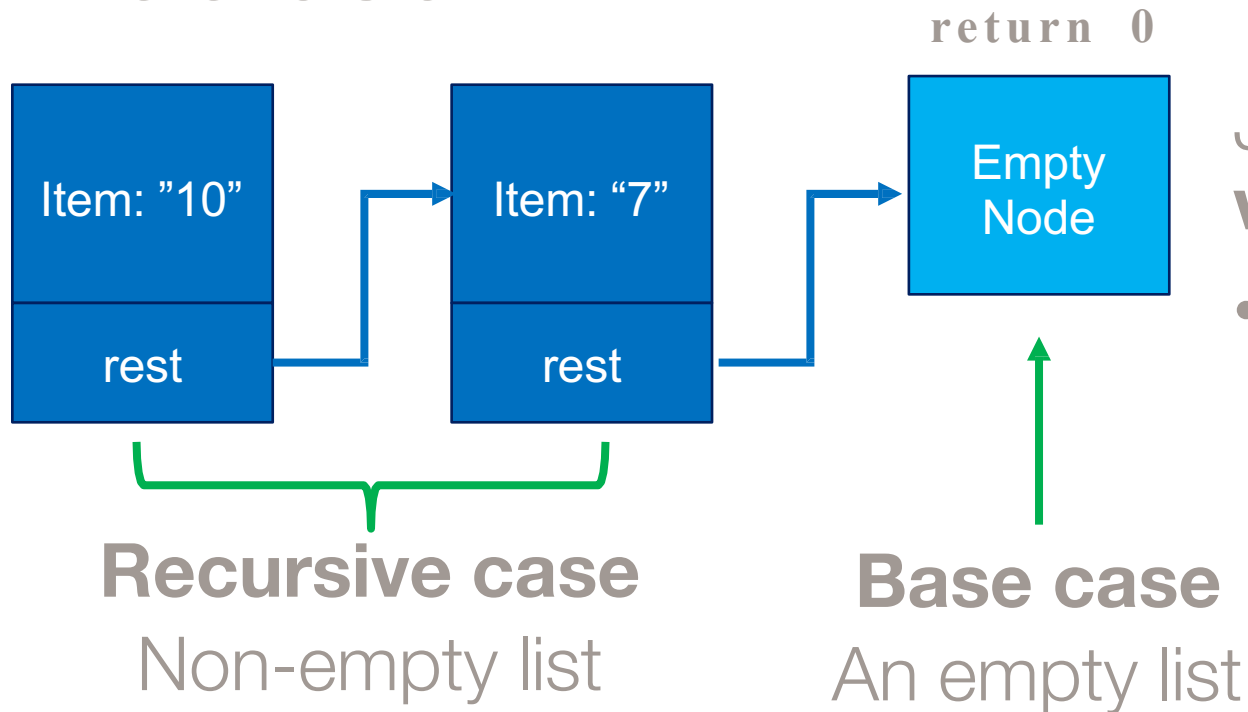 return 0
Item: ”10”
rest
Item: “7”
rest
Empty
Node
Recursive case
Non-empty list
Base case
An empty list